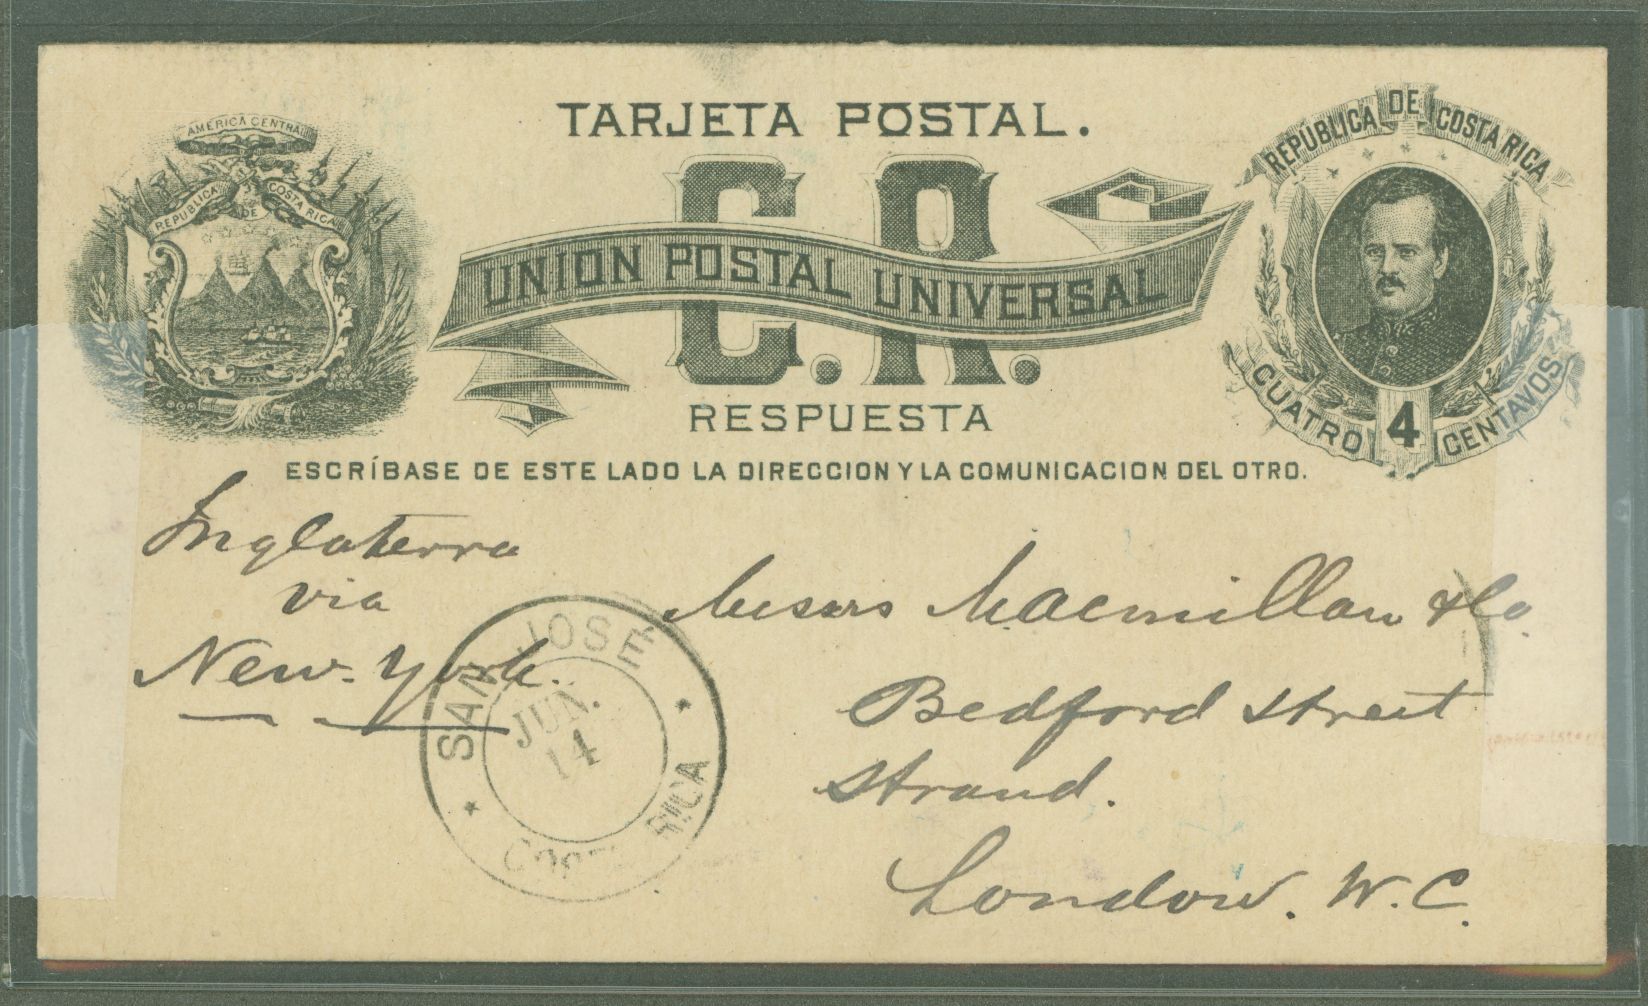 TARJETA POSTAL.
AMERICA CENTRAL
REPUBLICA DE COSTA RICA
C.R.
UNION POSTAL UNIVERSAL
REPUBLICA DE COSTA RICA
CUATRO 4 CENTAVOS
RESPUESTA
ESCRÍBASE DE ESTE LADO LA DIRECCION Y LA COMUNICACION DEL OTRO.
Inglaterra
via
New-York.
Messrs Macmillan & Co
Bedford Street
Strand.
London. W.C.
SAN JOSÉ
JUN.
14
COSTA RICA